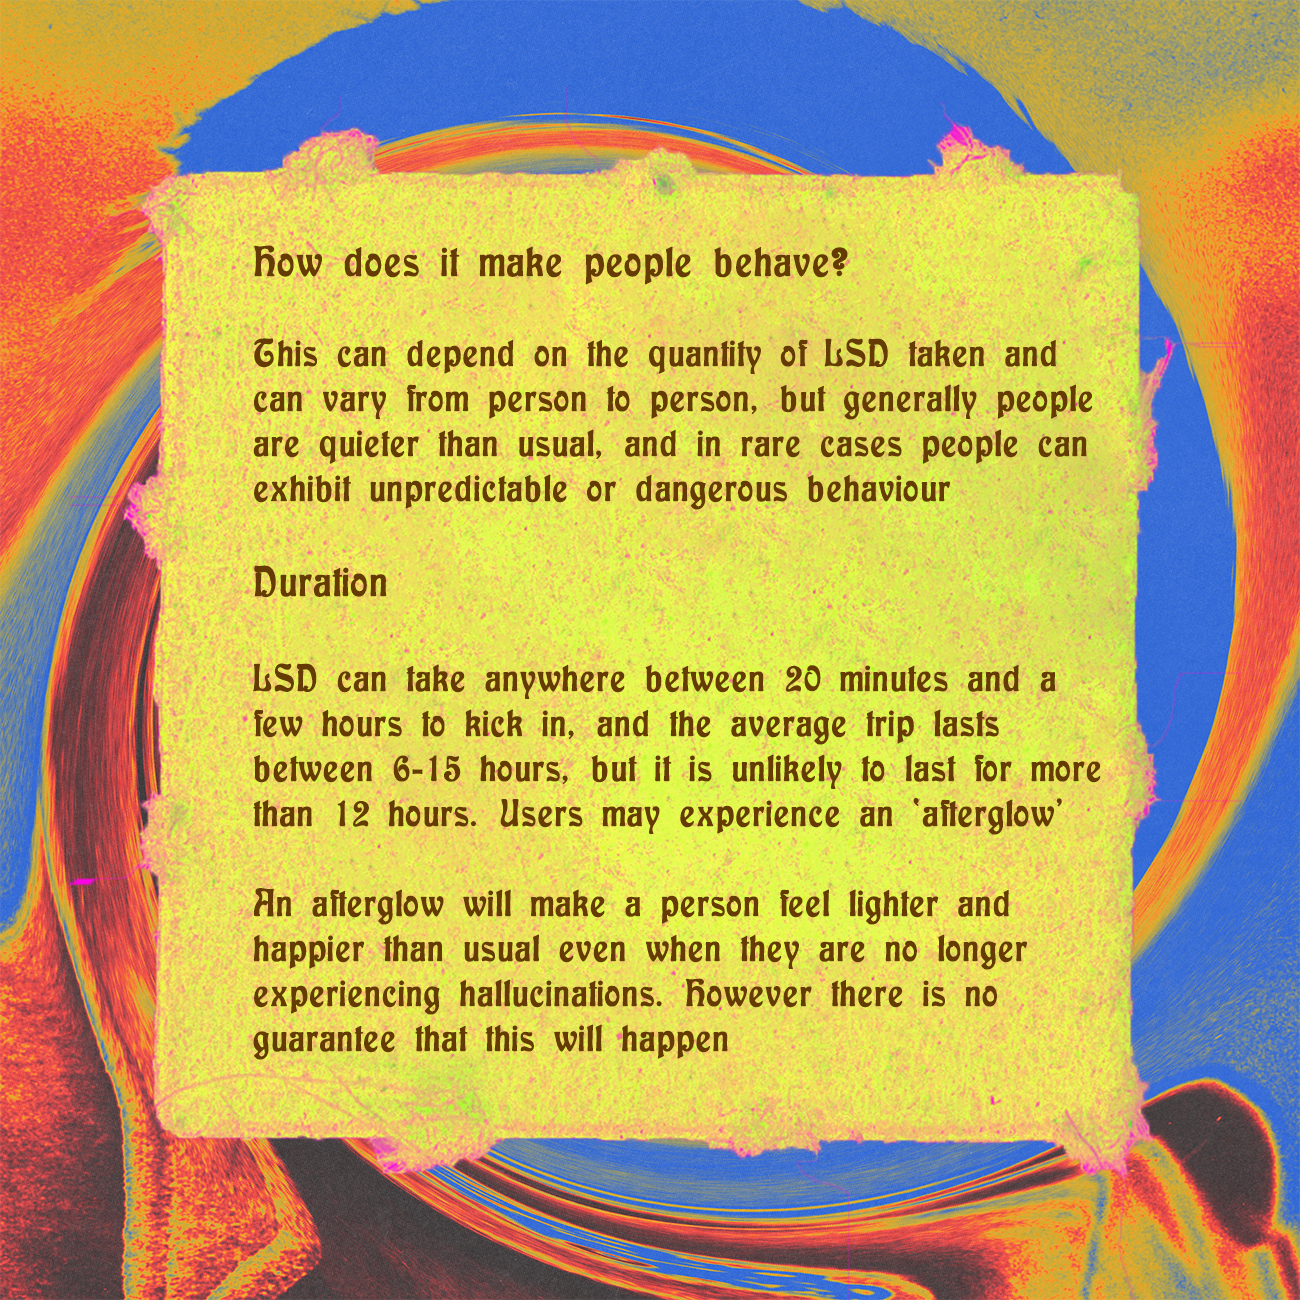 How does it make people behave?
This can depend on the quantity of LSD taken and
can vary from person to person, but generally people
are quieter than usual, and in rare cases people can
exhibit unpredictable or dangerous behaviour
Duration
LSD can take anywhere between 20 minutes and a
few hours to kick in, and the average trip lasts
between 6-15 hours, but it is unlikely to last for more
than 12 hours. Users may experience an ‘afterglow’
An afterglow will make a person feel lighter and
happier than usual even when they are no longer
experiencing hallucinations. However there is no
guarantee that this will happen